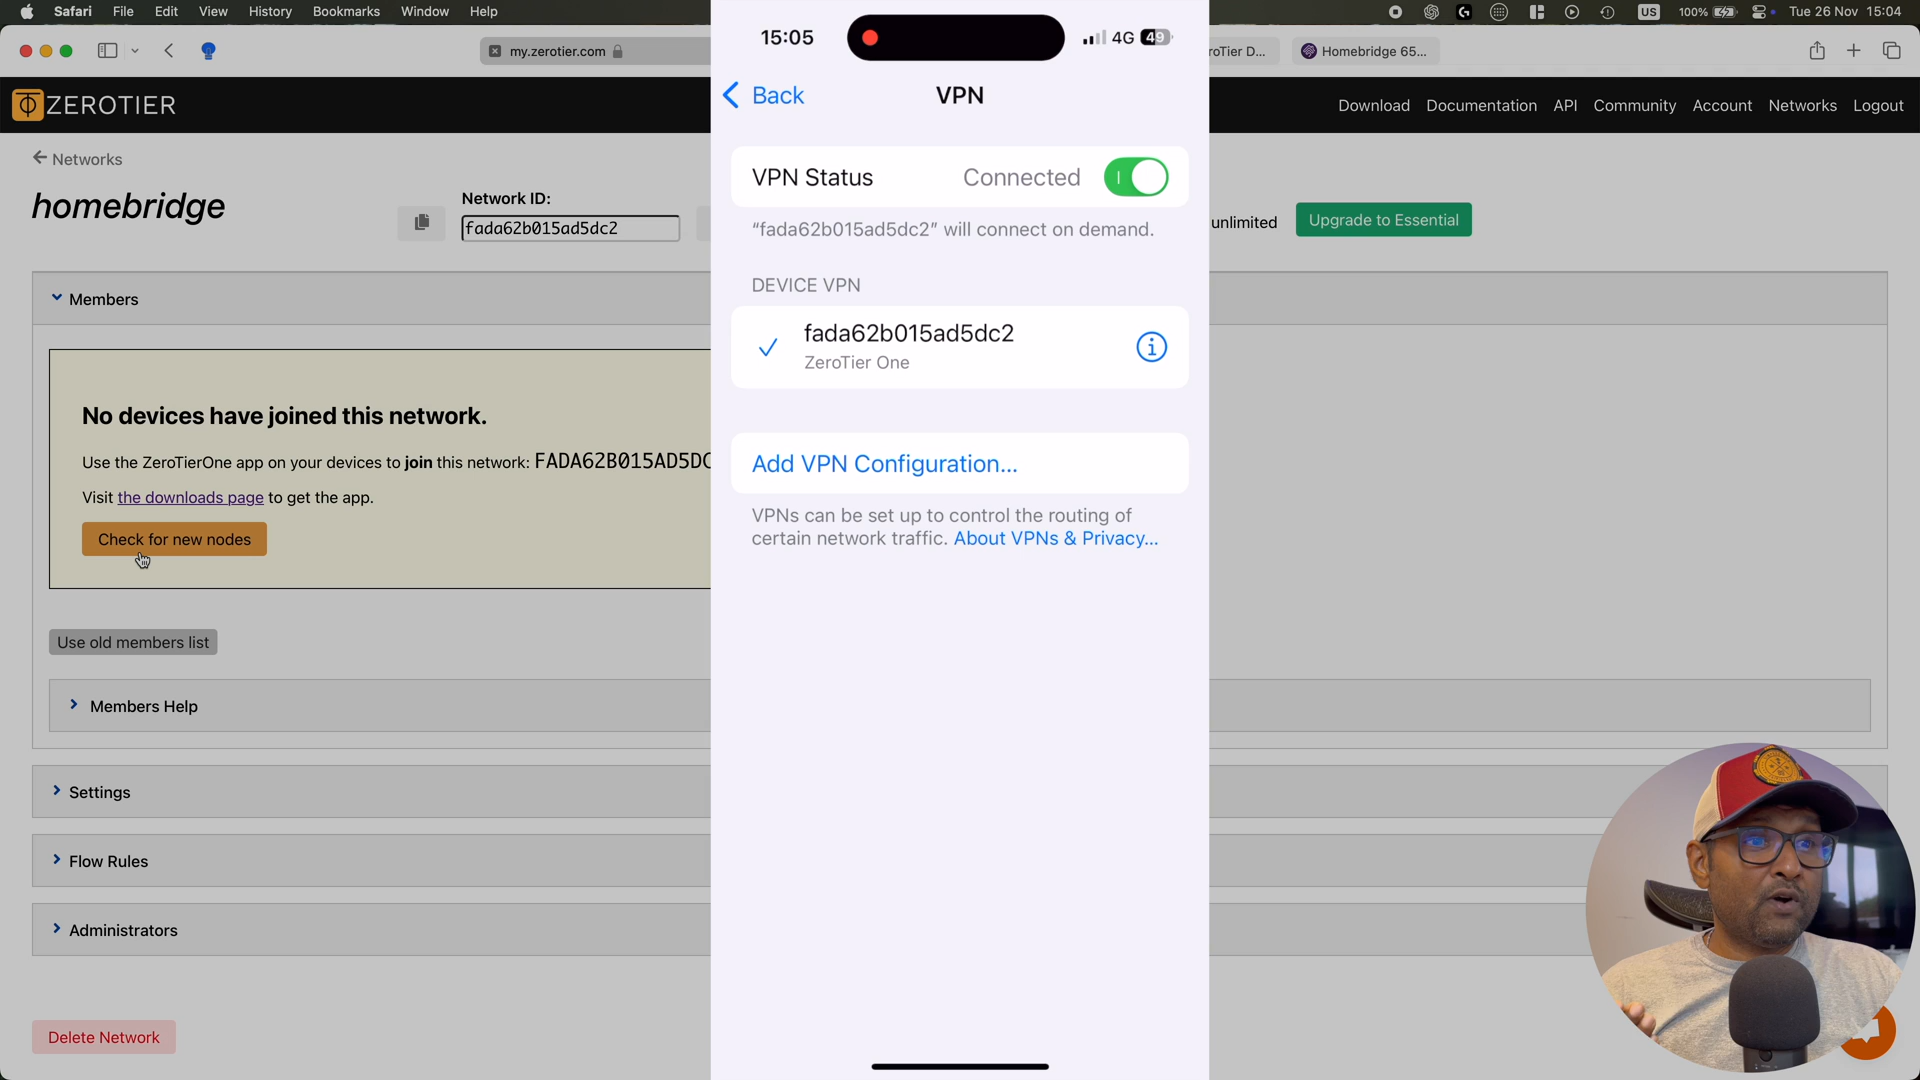 Safari File Edit View History Bookmarks Window Help
US 100% Tue 26 Nov 15:04
my.zerotier.com
roTier D...
Homebridge 65...
ZEROTIER
Download Documentation API Community Account Networks Logout
Networks
homebridge
Network ID:
fada62b015ad5dc2
unlimited
Upgrade to Essential
Members
No devices have joined this network.
Use the ZeroTierOne app on your devices to join this network: FADA62B015AD5DC
Visit the downloads page to get the app.
Check for new nodes
Use old members list
Members Help
Settings
Flow Rules
Administrators
Delete Network
15:05
4G 49
Back
VPN
VPN Status Connected
“fada62b015ad5dc2” will connect on demand.
DEVICE VPN
fada62b015ad5dc2
ZeroTier One
Add VPN Configuration...
VPNs can be set up to control the routing of
certain network traffic. About VPNs & Privacy...